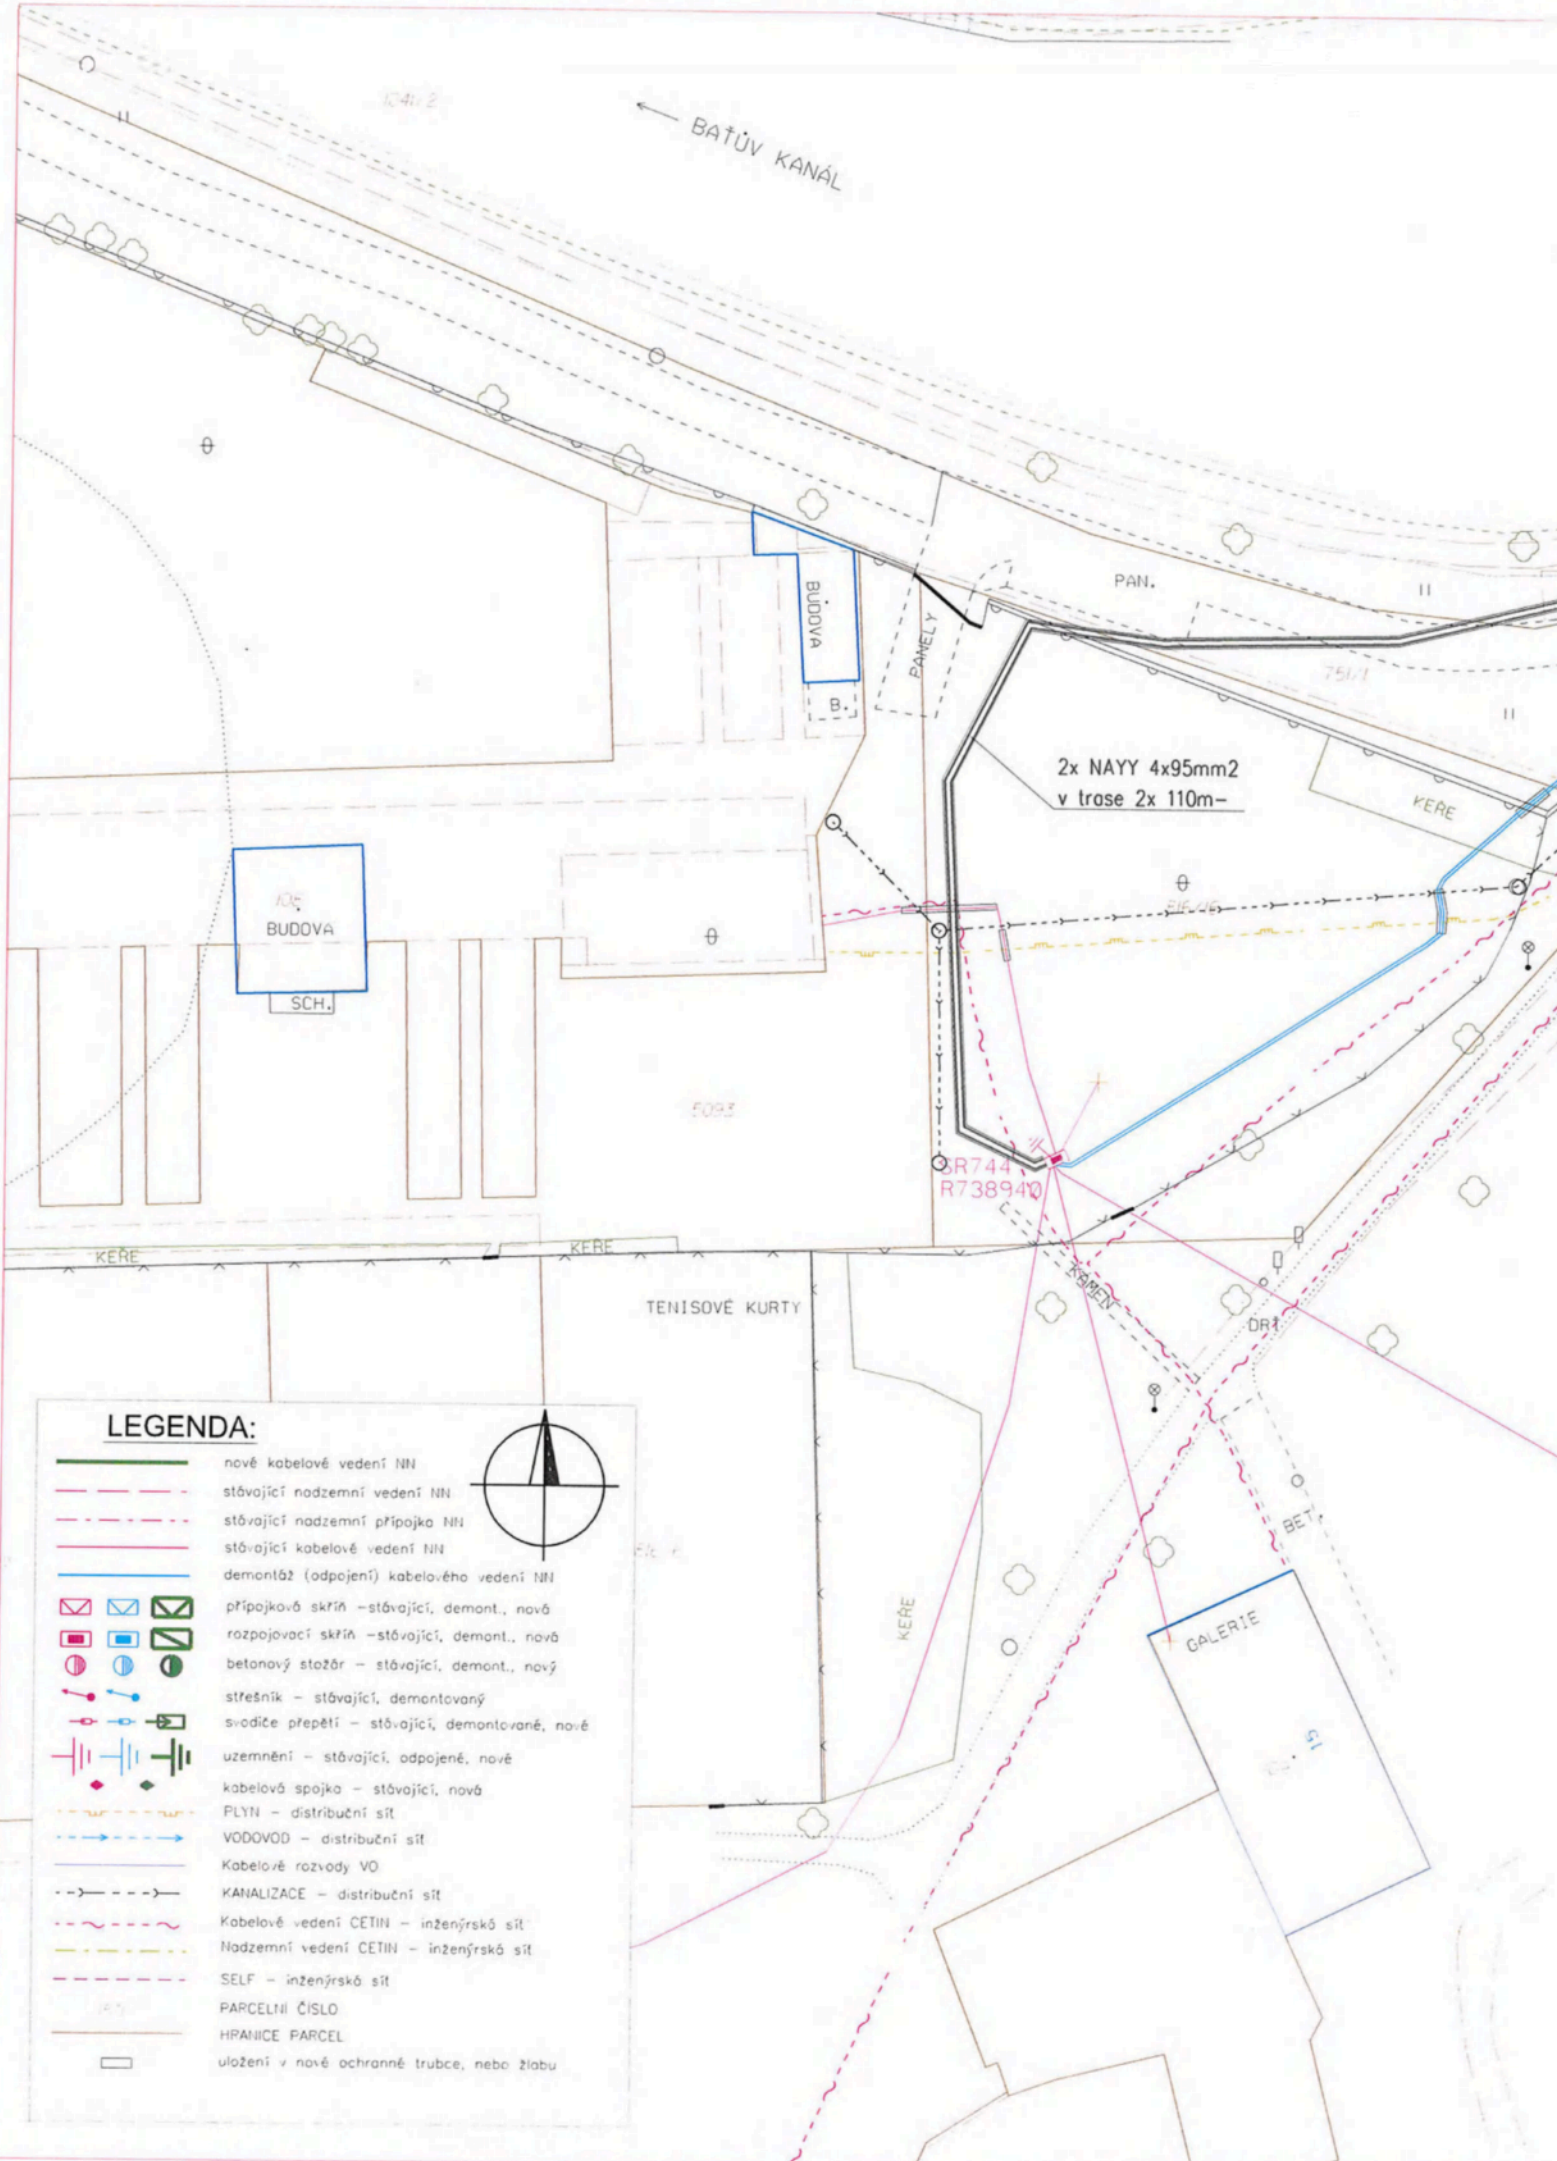 BAŤŮV KANÁL
PAN.
BUDOVA
PANELY
B.
751/1
2x NAYY 4x95mm2
v trase 2x 110m-
KEŘE
BUDOVA
SCH.
5093
SR744
R738940
KEŘE
KEŘE
KÁMEN
TENISOVÉ KURTY
BET.
KEŘE
GALERIE
15
LEGENDA:
nové kabelové vedení NN
stávající nadzemní vedení NN
stávající nadzemní přípojka NN
stávající kabelové vedení NN
demontáž (odpojení) kabelového vedení NN
přípojková skříň –stávající, demont., nová
rozpojovací skříň –stávající, demont., nová
betonový stožár – stávající, demont., nový
střešník – stávající, demontovaný
svodiče přepětí – stávající, demontované, nové
uzemnění – stávající, odpojené, nové
kabelová spojka – stávající, nová
PLYN – distribuční síť
VODOVOD – distribuční síť
Kabelové rozvody VO
KANALIZACE – distribuční síť
Kabelové vedení CETIN – inženýrská síť
Nadzemní vedení CETIN – inženýrská síť
SELF – inženýrská síť
PARCELNÍ ČÍSLO
HRANICE PARCEL
uložení v nové ochranné trubce, nebo žlabu